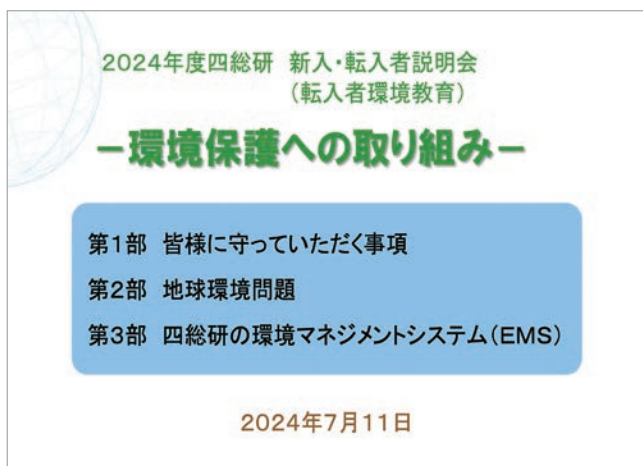 2024年度四総研 新入・転入者説明会
（転入者環境教育）
－環境保護への取り組み－
第1部 皆様に守っていただく事項
第2部 地球環境問題
第3部 四総研の環境マネジメントシステム（EMS）
2024年7月11日